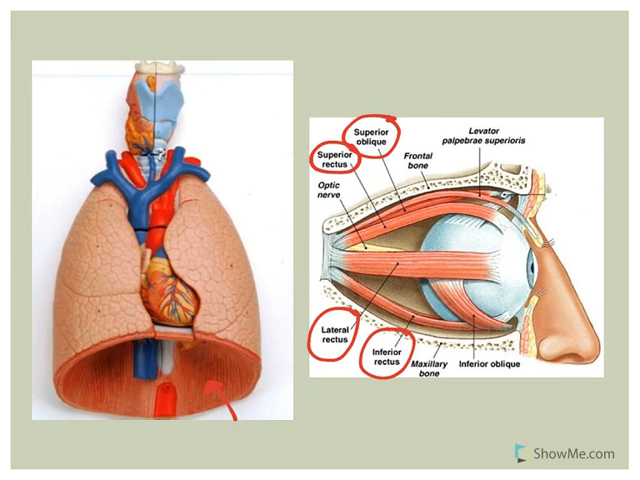 Superior
oblique
Levator
palpebrae superioris
Superior
rectus
Frontal
bone
Optic
nerve
Lateral
rectus
Inferior
rectus
Maxillary
bone
Inferior oblique
ShowMe.com